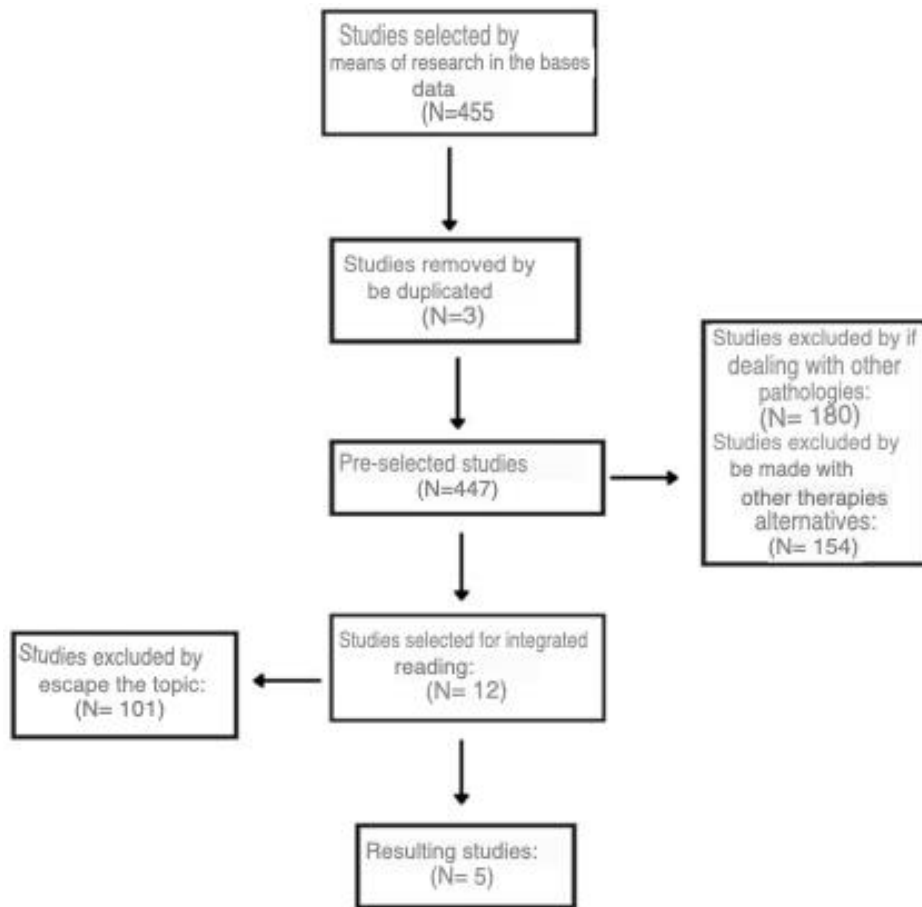 Studies selected by
means of research in the bases
data
(N=455
Studies removed by
be duplicated
(N=3)
Pre-selected studies
(N=447)
Studies excluded by if
dealing with other
pathologies:
(N= 180)
Studies excluded by
be made with
other therapies
alternatives:
(N= 154)
Studies selected for integrated
reading:
(N= 12)
Studies excluded by
escape the topic:
(N= 101)
Resulting studies:
(N= 5)